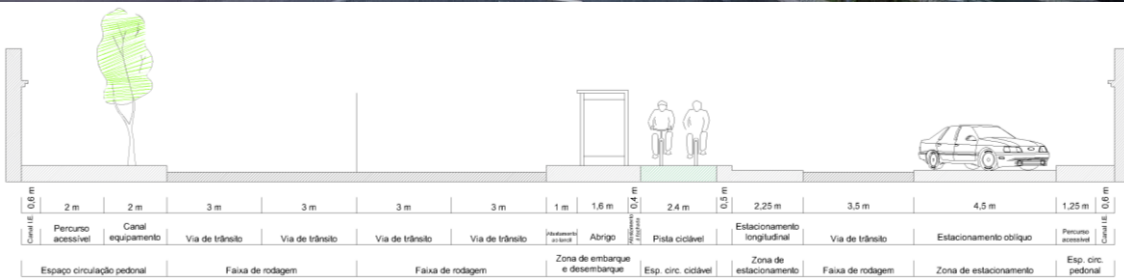 0,6 m
2 m
2 m
3 m
3 m
3 m
3 m
1 m
1,6 m
0,4 m
2.4 m
0,5 m
2,25 m
3,5 m
4,5 m
1,25 m
0,6 m
Canal I.E.
Percurso
acessível
Canal
equipamento
Via de trânsito
Via de trânsito
Via de trânsito
Via de trânsito
Afastamento
ao lancil
Abrigo
Afastamento
Pista ciclável
Estacionamento
longitudinal
Via de trânsito
Estacionamento oblíquo
Percurso
acessível
Canal I.E.
Espaço circulação pedonal
Faixa de rodagem
Faixa de rodagem
Zona de embarque
e desembarque
Esp. circ. ciclável
Zona de
estacionamento
Faixa de rodagem
Zona de estacionamento
Esp. circ.
pedonal